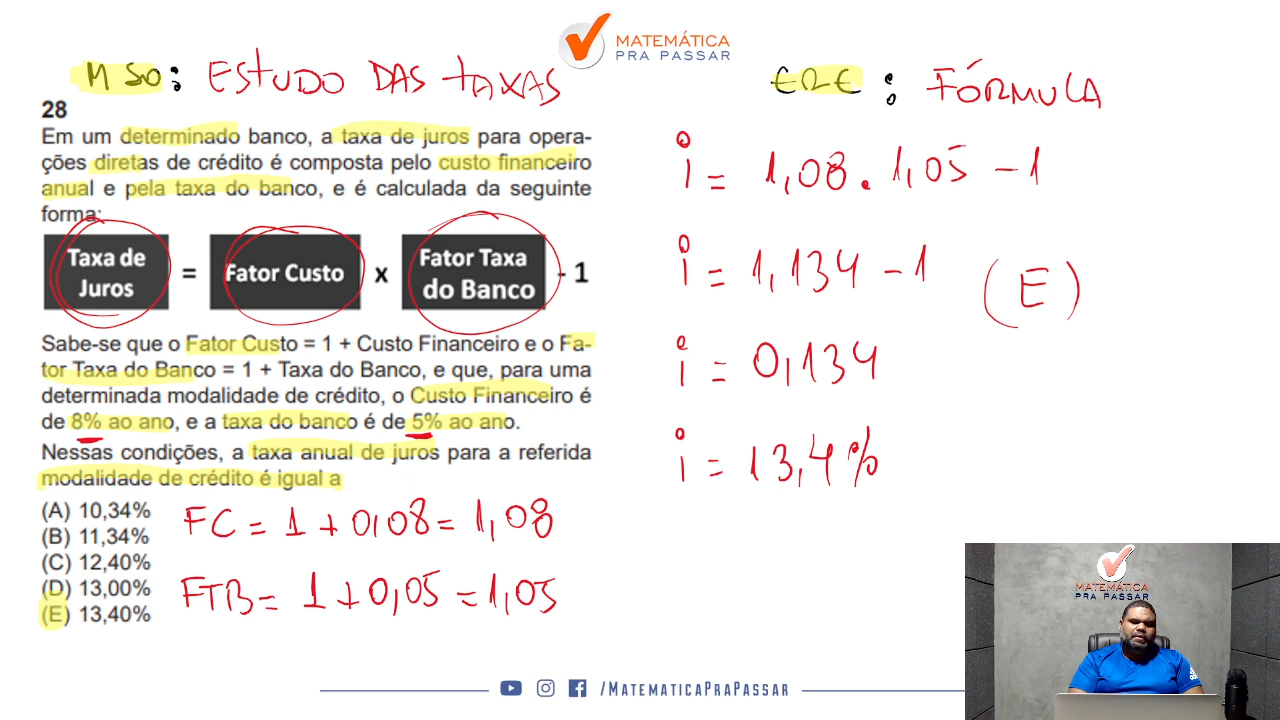 MATEMÁTICA
PRA PASSAR
MSO: ESTUDO DAS TAXAS
28
Em um determinado banco, a taxa de juros para opera-
ções diretas de crédito é composta pelo custo financeiro
anual e pela taxa do banco, e é calculada da seguinte
forma:
Taxa de Juros = Fator Custo x Fator Taxa do Banco - 1
Sabe-se que o Fator Custo = 1 + Custo Financeiro e o Fa-
tor Taxa do Banco = 1 + Taxa do Banco, e que, para uma
determinada modalidade de crédito, o Custo Financeiro é
de 8% ao ano, e a taxa do banco é de 5% ao ano.
Nessas condições, a taxa anual de juros para a referida
modalidade de crédito é igual a
(A) 10,34%
(B) 11,34%
(C) 12,40%
(D) 13,00%
(E) 13,40%
FC = 1 + 0,08 = 1,08
FTB = 1 + 0,05 = 1,05
: FÓRMULA
i = 1,08 . 1,05 - 1
i = 1,134 - 1
(E)
i = 0,134
i = 13,4%
MATEMÁTICA
PRA PASSAR
/MatematicaPraPassar